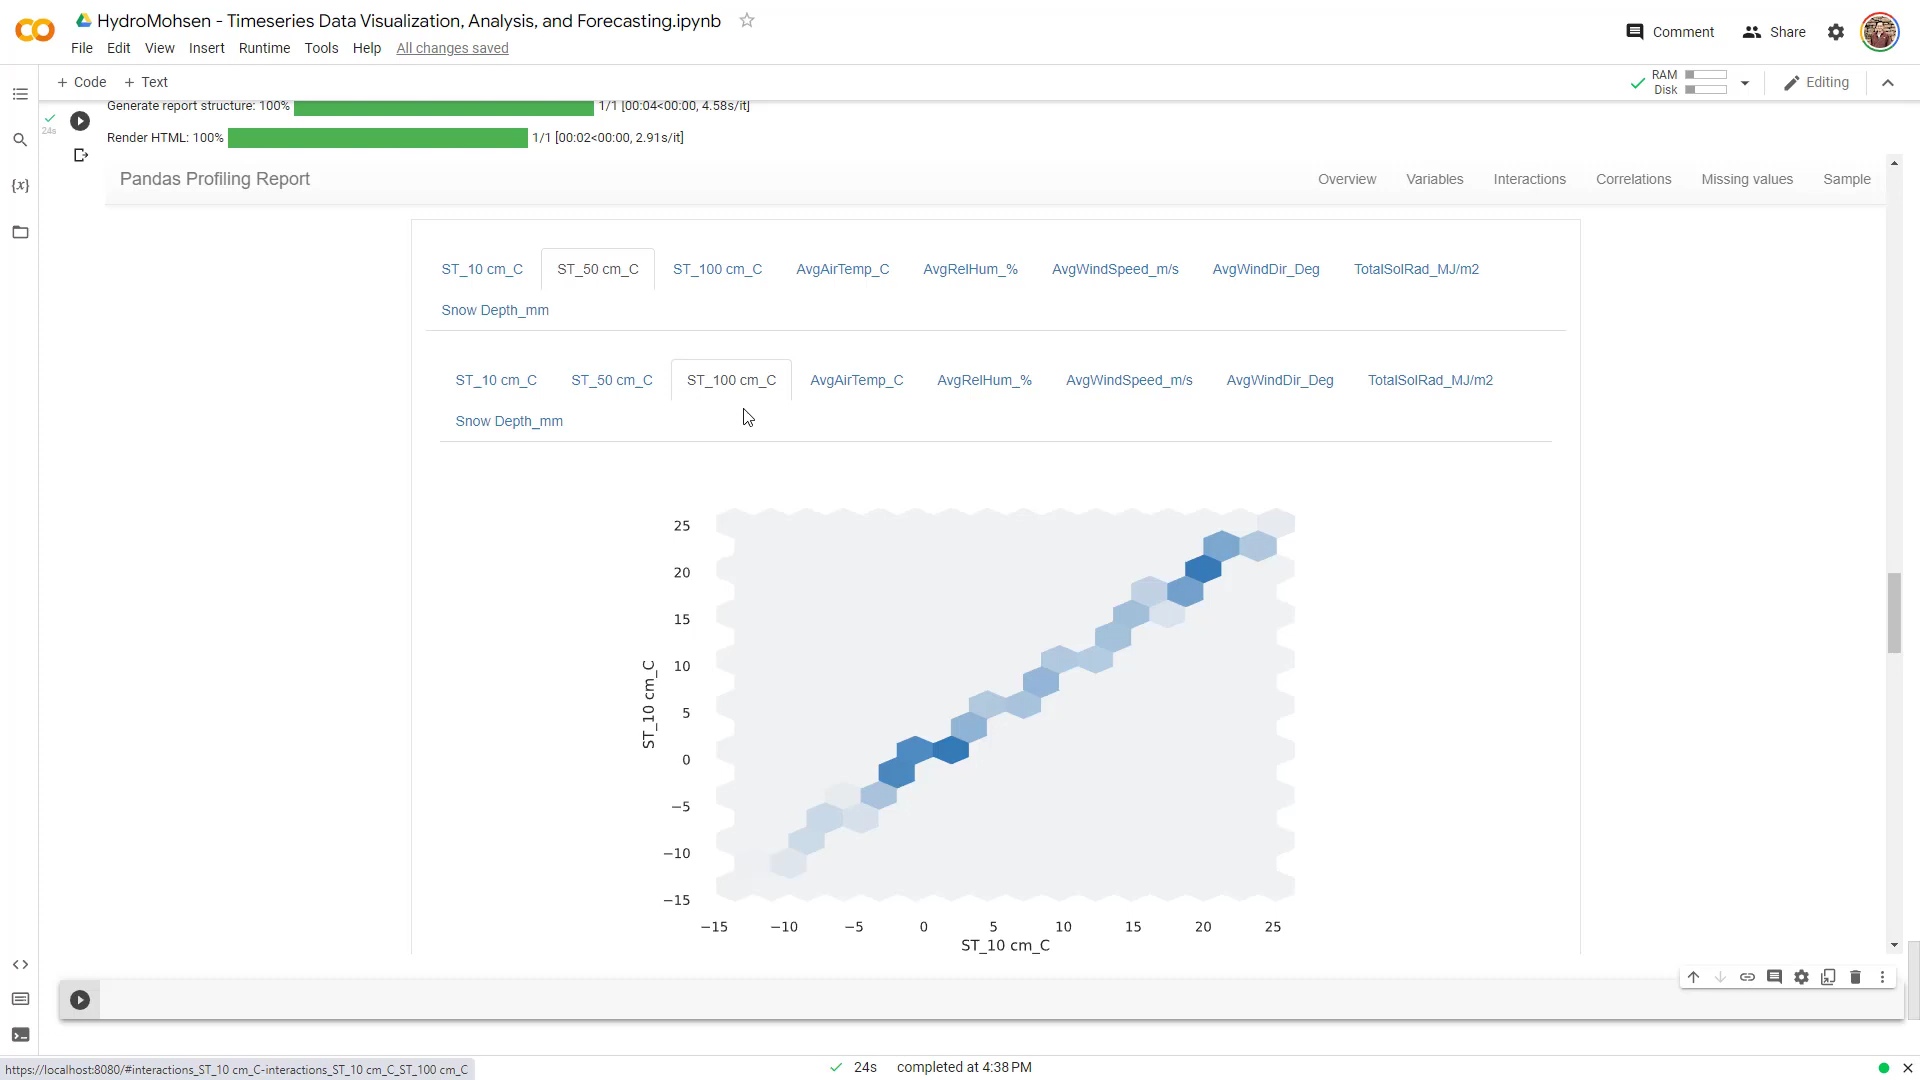 HydroMohsen - Timeseries Data Visualization, Analysis, and Forecasting.ipynb
File Edit View Insert Runtime Tools Help All changes saved
Comment Share
+ Code + Text
RAM
Disk
Editing
24s
Generate report structure: 100% 1/1 [00:04<00:00, 4.58s/it]
Render HTML: 100% 1/1 [00:02<00:00, 2.91s/it]
Pandas Profiling Report Overview Variables Interactions Correlations Missing values Sample
ST_10 cm_C ST_50 cm_C ST_100 cm_C AvgAirTemp_C AvgRelHum_% AvgWindSpeed_m/s AvgWindDir_Deg TotalSolRad_MJ/m2
Snow Depth_mm
ST_10 cm_C ST_50 cm_C ST_100 cm_C AvgAirTemp_C AvgRelHum_% AvgWindSpeed_m/s AvgWindDir_Deg TotalSolRad_MJ/m2
Snow Depth_mm
25
20
15
10
5
0
−5
−10
−15
ST_10 cm_C
−15 −10 −5 0 5 10 15 20 25
ST_10 cm_C
https://localhost:8080/#interactions_ST_10 cm_C-interactions_ST_10 cm_C_ST_100 cm_C
24s completed at 4:38 PM